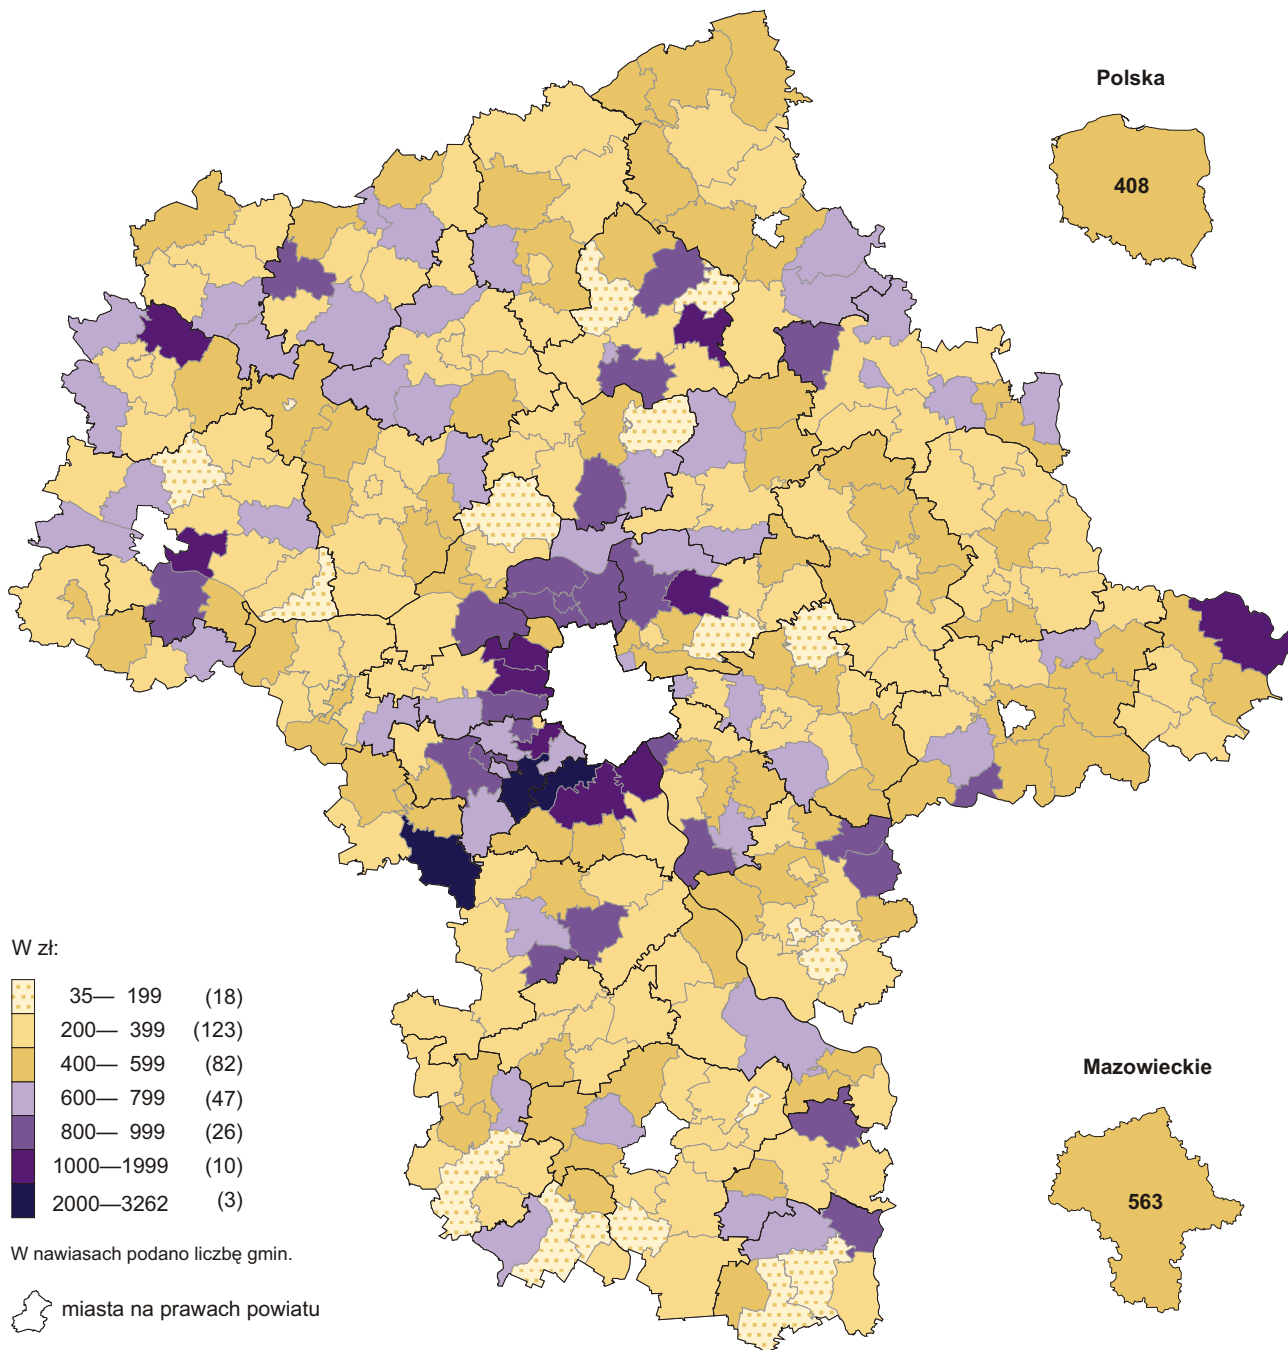 Polska
408
W zł:
35— 199 (18)
200— 399 (123)
400— 599 (82)
600— 799 (47)
800— 999 (26)
1000—1999 (10)
2000—3262 (3)
W nawiasach podano liczbę gmin.
miasta na prawach powiatu
Mazowieckie
563